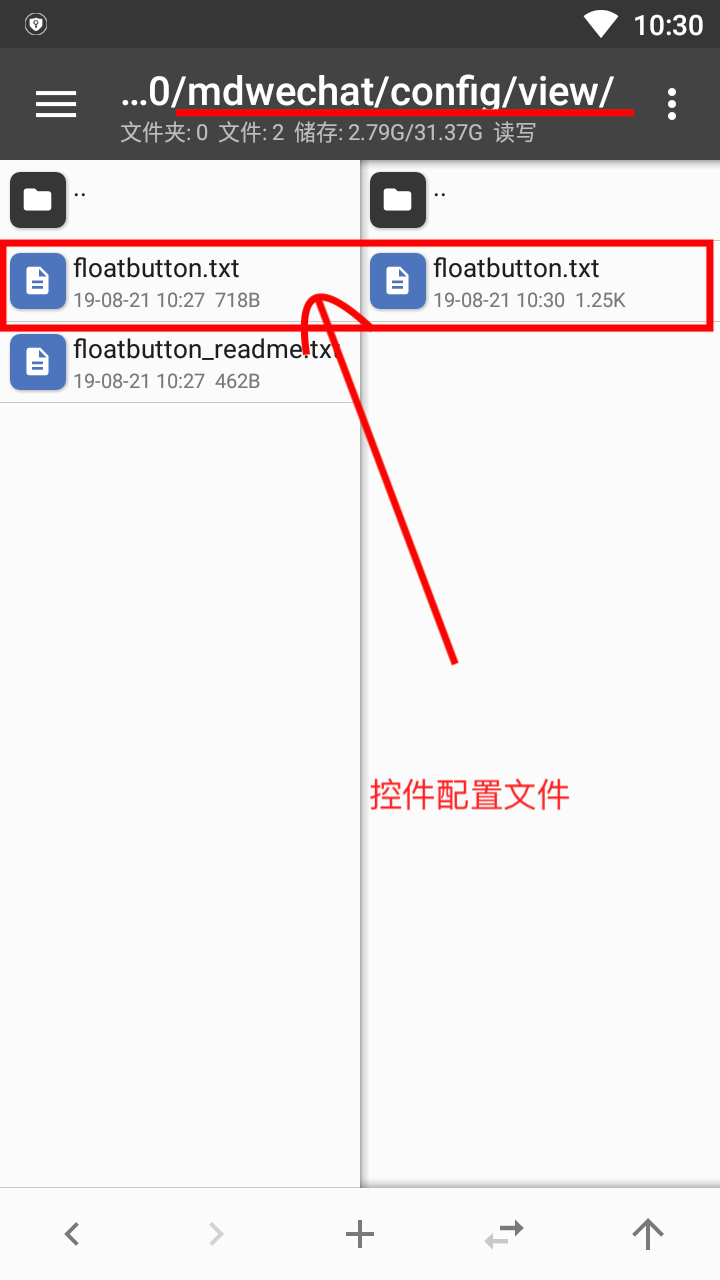 10:30
...0/mdwechat/config/view/
文件夹: 0 文件: 2 储存: 2.79G/31.37G 读写
..
floatbutton.txt
19-08-21 10:27 718B
floatbutton_readme.txt
19-08-21 10:27 462B
..
floatbutton.txt
19-08-21 10:30 1.25K
控件配置文件